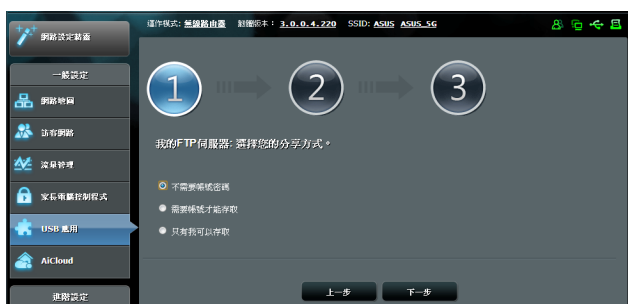 網路設定精靈
運作模式: 無線路由器 韌體版本: 3.0.0.4.220 SSID: ASUS ASUS_5G
一般設定
網路地圖
訪客網路
流量管理
家長電腦控制程式
USB 應用
AiCloud
進階設定
1
2
3
我的FTP伺服器: 選擇您的分享方式。
不需要帳號密碼
需要帳號才能存取
只有我可以存取
上一步 下一步